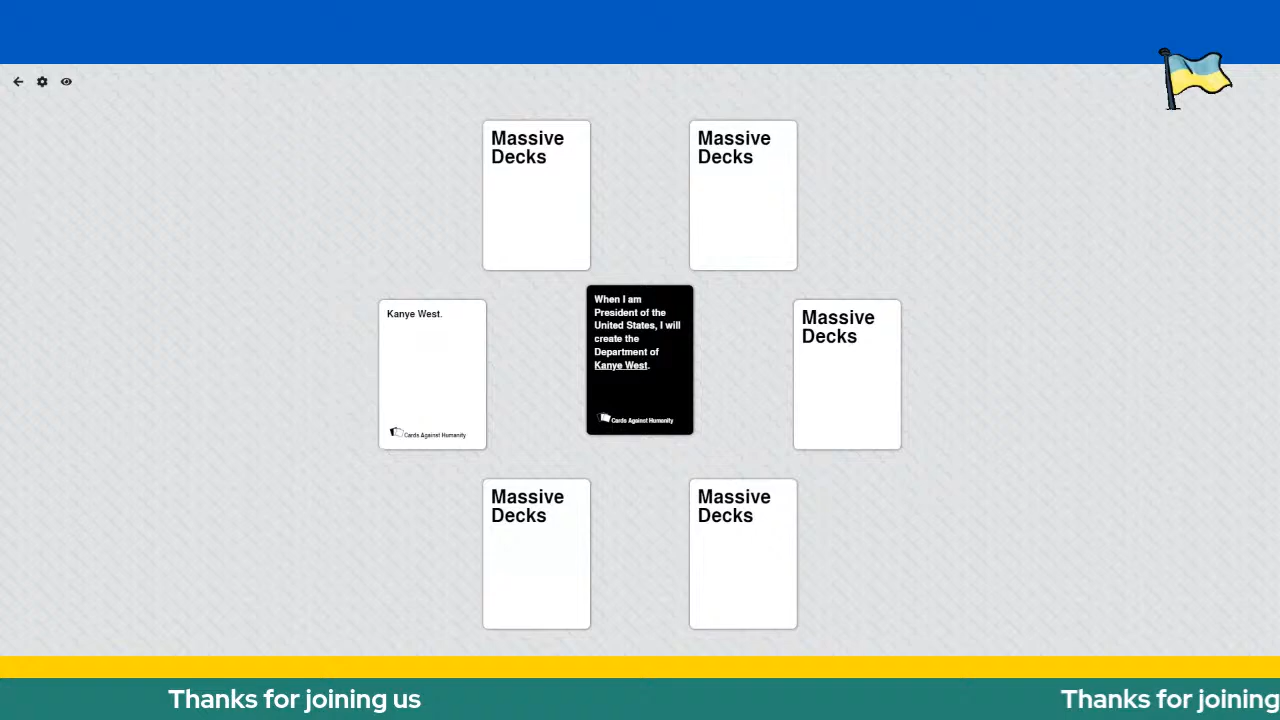 Massive
Decks
Massive
Decks
Kanye West.
Cards Against Humanity
When I am
President of the
United States, I will
create the
Department of
Kanye West.
Cards Against Humanity
Massive
Decks
Massive
Decks
Massive
Decks
Thanks for joining us
Thanks for joining